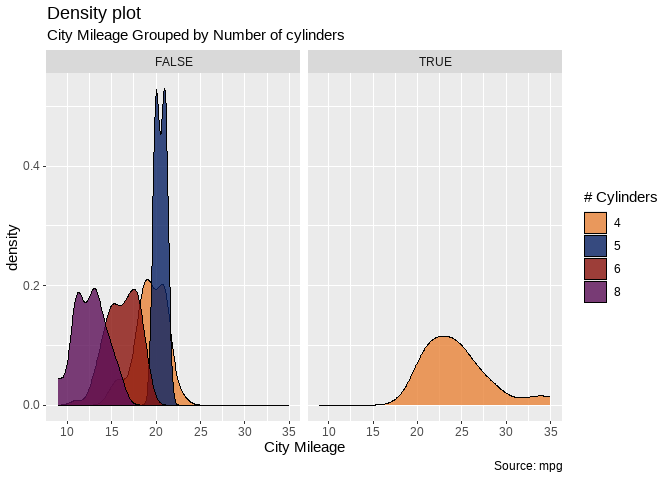 Density plot
City Mileage Grouped by Number of cylinders
FALSE
TRUE
density
0.4
0.2
0.0
10 15 20 25 30 35
10 15 20 25 30 35
City Mileage
# Cylinders
4
5
6
8
Source: mpg